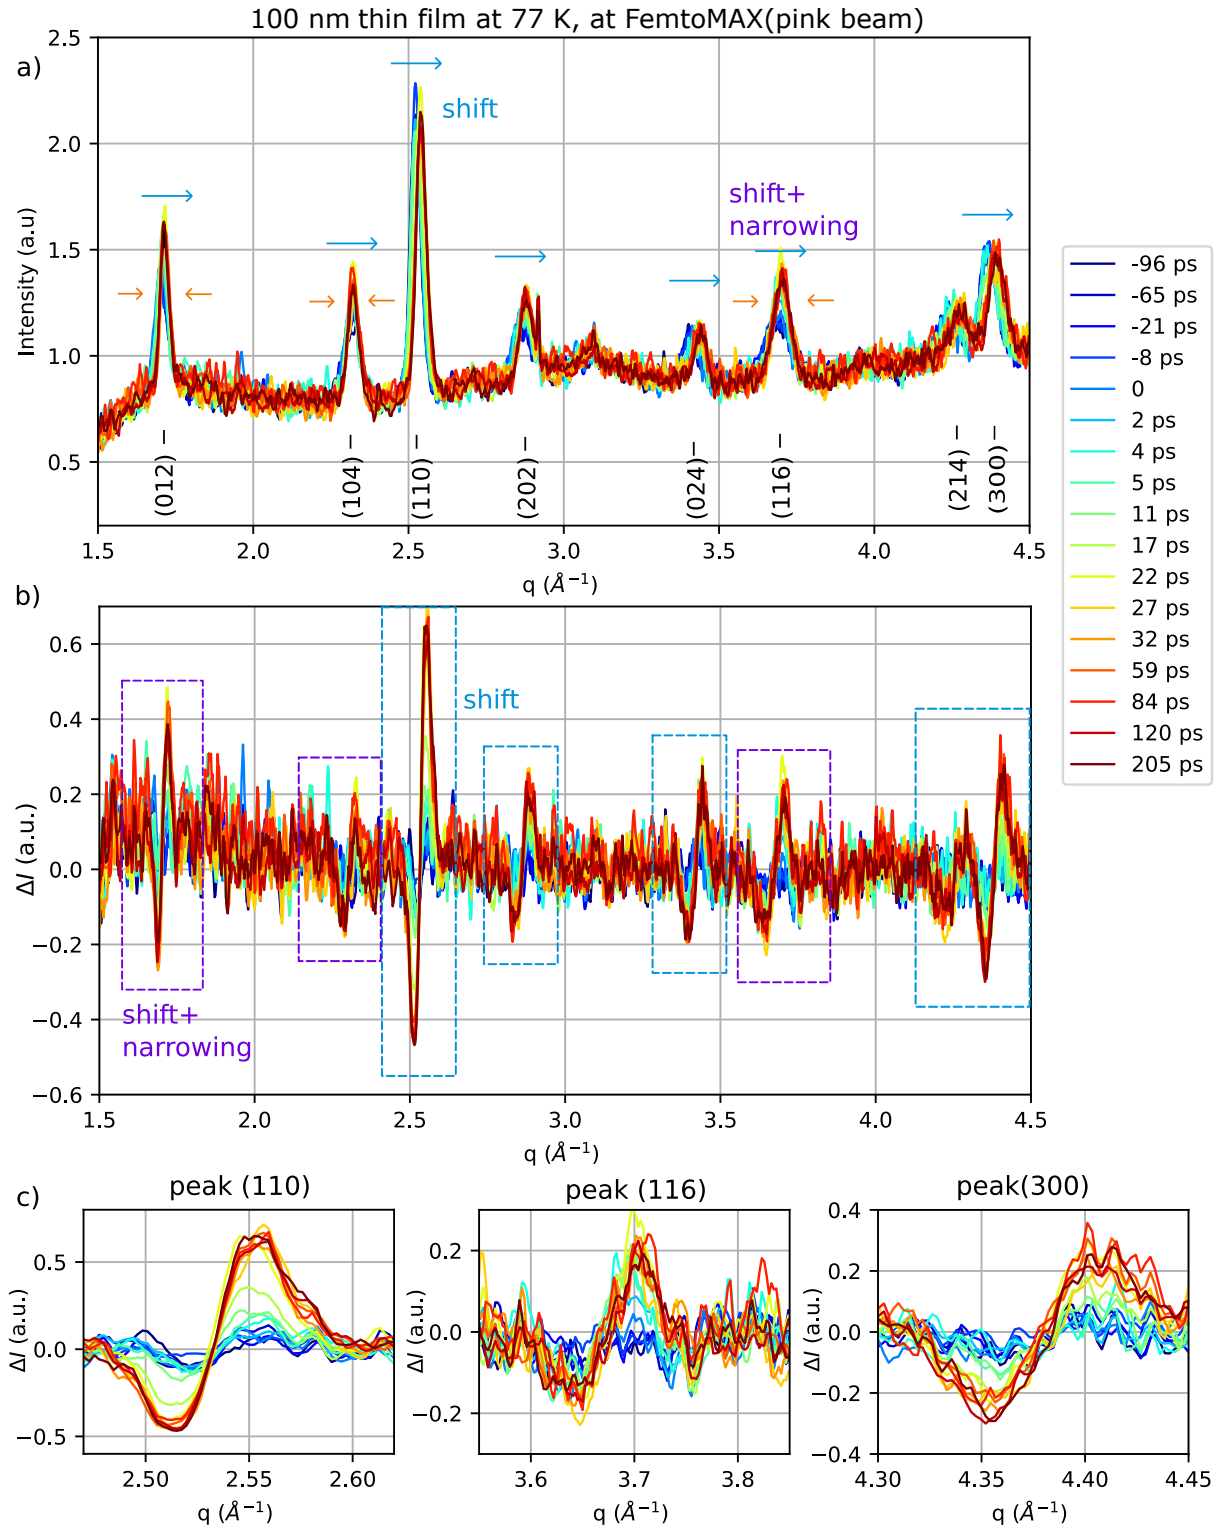 100 nm thin film at 77 K, at FemtoMAX(pink beam)
a)
2.5
2.0
1.5
1.0
0.5
Intensity (a.u)
shift
shift+
narrowing
(012)
(104)
(110)
(202)
(024)
(116)
(214)
(300)
1.5 2.0 2.5 3.0 3.5 4.0 4.5
q (Å⁻¹)
-96 ps
-65 ps
-21 ps
-8 ps
0
2 ps
4 ps
5 ps
11 ps
17 ps
22 ps
27 ps
32 ps
59 ps
84 ps
120 ps
205 ps
b)
0.6
0.4
0.2
0.0
−0.2
−0.4
−0.6
ΔI (a.u.)
shift
shift+
narrowing
1.5 2.0 2.5 3.0 3.5 4.0 4.5
q (Å⁻¹)
c)
peak (110)
0.5
0.0
−0.5
ΔI (a.u.)
2.50 2.55 2.60
q (Å⁻¹)
peak (116)
0.2
0.0
−0.2
ΔI (a.u.)
3.6 3.7 3.8
q (Å⁻¹)
peak(300)
0.4
0.2
0.0
−0.2
−0.4
ΔI (a.u.)
4.30 4.35 4.40 4.45
q (Å⁻¹)